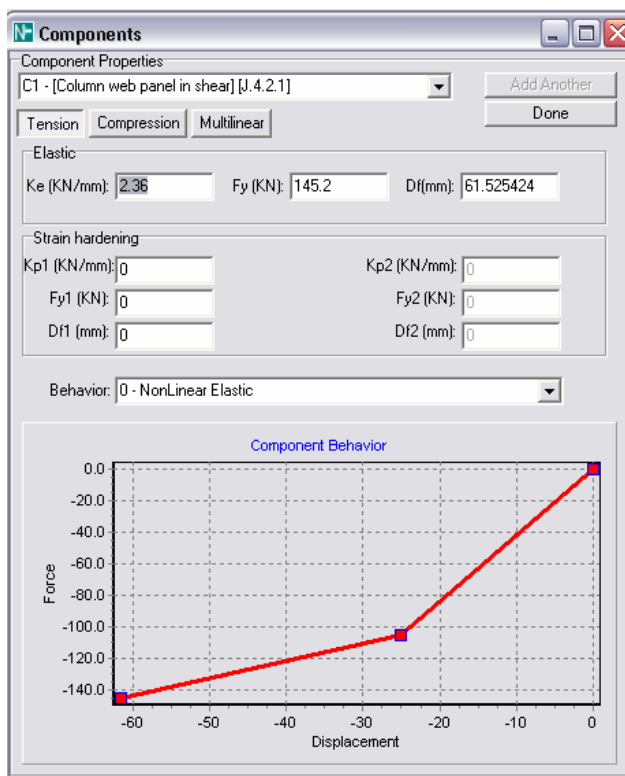 Components
Component Properties
C1 - [Column web panel in shear] [J.4.2.1]
Add Another
Tension Compression Multilinear
Done
Elastic
Ke (KN/mm): 2.36 Fy (KN): 145.2 Df(mm): 61.525424
Strain hardening
Kp1 (KN/mm): 0 Kp2 (KN/mm): 0
Fy1 (KN): 0 Fy2 (KN): 0
Df1 (mm): 0 Df2 (mm): 0
Behavior: 0 - NonLinear Elastic
Component Behavior
0.0
-20.0
-40.0
-60.0
-80.0
-100.0
-120.0
-140.0
Force
-60 -50 -40 -30 -20 -10 0
Displacement